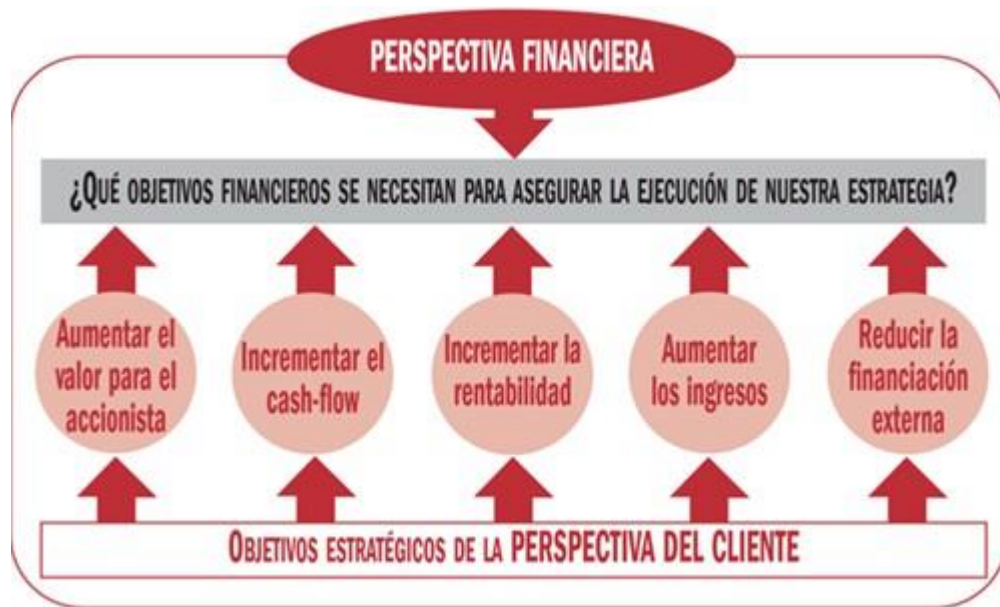 PERSPECTIVA FINANCIERA
¿QUÉ OBJETIVOS FINANCIEROS SE NECESITAN PARA ASEGURAR LA EJECUCIÓN DE NUESTRA ESTRATEGIA?
Aumentar el
valor para el
accionista
Incrementar el
cash-flow
Incrementar la
rentabilidad
Aumentar
los ingresos
Reducir la
financiación
externa
OBJETIVOS ESTRATÉGICOS DE LA PERSPECTIVA DEL CLIENTE